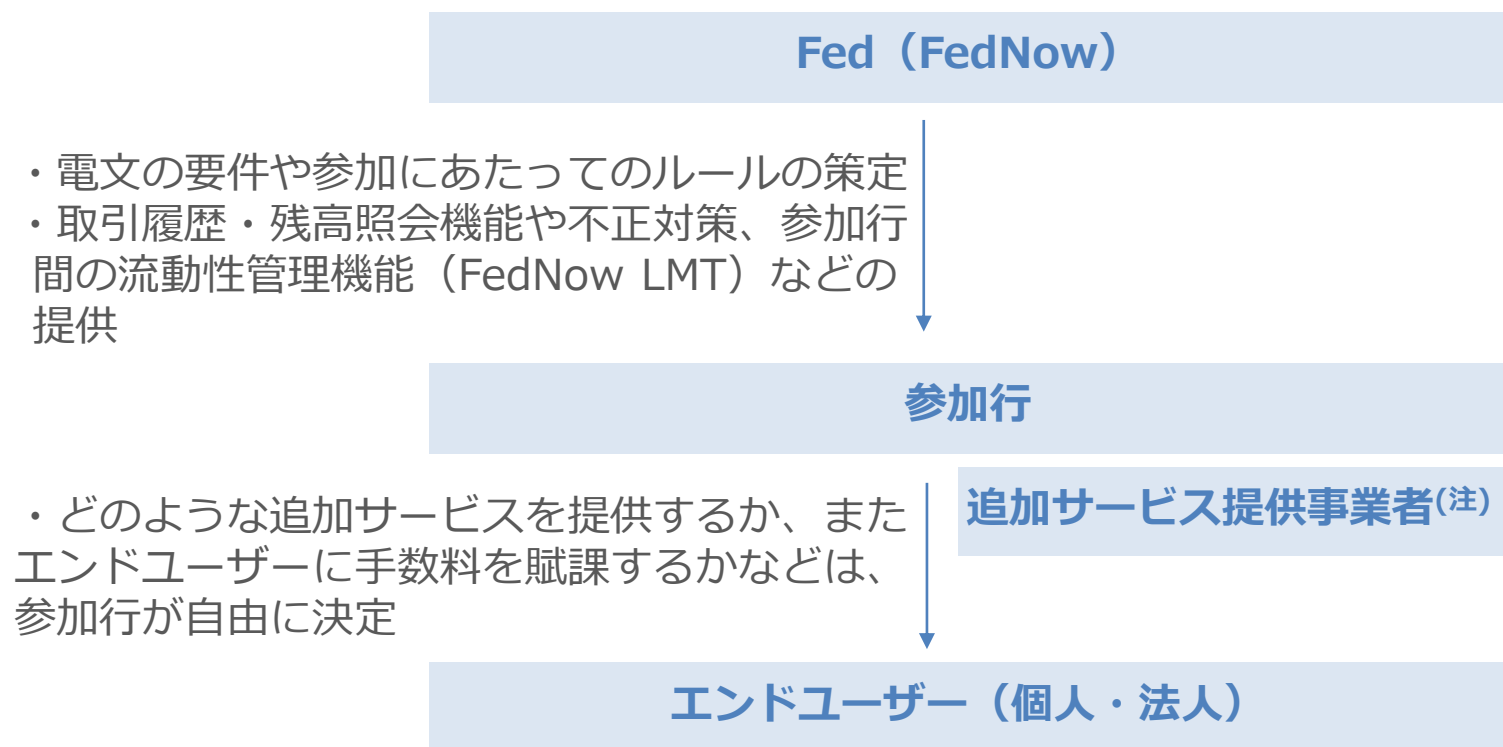 Fed（FedNow）
・電文の要件や参加にあたってのルールの策定
・取引履歴・残高照会機能や不正対策、参加行
間の流動性管理機能（FedNow LMT）などの
提供
参加行
追加サービス提供事業者(注)
・どのような追加サービスを提供するか、また
エンドユーザーに手数料を賦課するかなどは、
参加行が自由に決定
エンドユーザー（個人・法人）